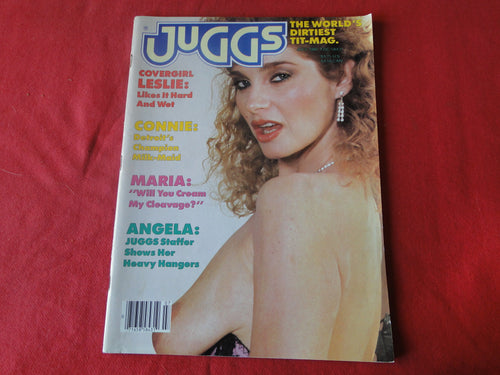 JUGGS
THE WORLD'S
DIRTIEST
TIT-MAG.
COVERGIRL
LESLIE:
Likes It Hard
And Wet
CONNIE:
Detroit's
Champion
Milk-Maid
MARIA:
"Will You Cream
My Cleavage?"
ANGELA:
JUGGS Staffer
Shows Her
Heavy Hangers